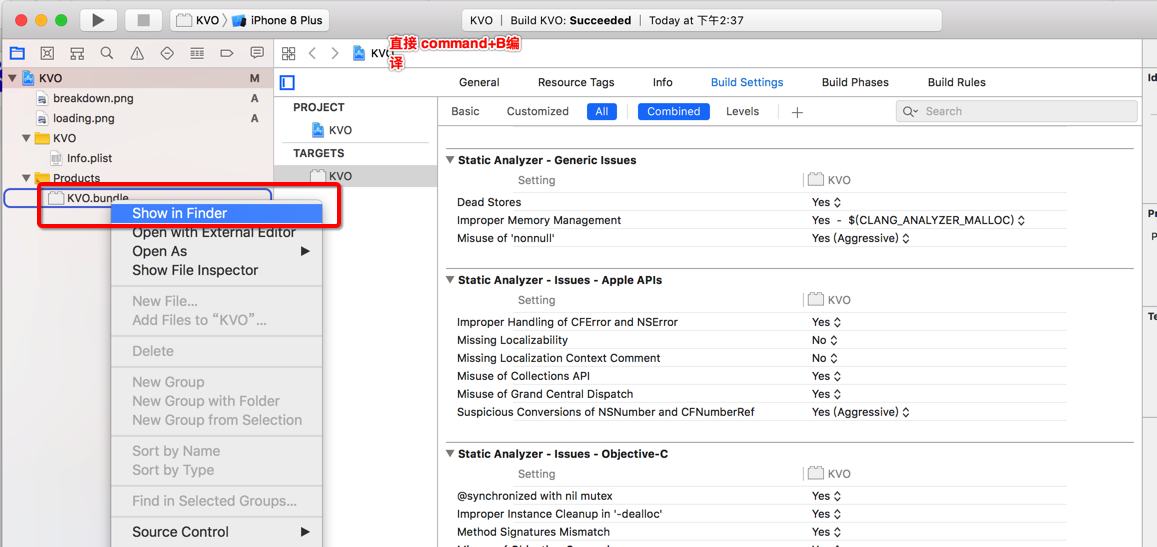 KVO iPhone 8 Plus
KVO Build KVO: Succeeded Today at 下午2:37
直接 command+B编
译
KVO M
KVO
breakdown.png A
loading.png A
KVO
Info.plist
Products
KVO.bundle
Show in Finder
Open with External Editor
Open As
Show File Inspector
New File...
Add Files to “KVO”...
Delete
New Group
New Group with Folder
New Group from Selection
Sort by Name
Sort by Type
Find in Selected Groups...
Source Control
PROJECT
KVO
TARGETS
KVO
General Resource Tags Info Build Settings Build Phases Build Rules
Basic Customized All Combined Levels + Search
Static Analyzer - Generic Issues
Setting KVO
Dead Stores Yes
Improper Memory Management Yes - $(CLANG_ANALYZER_MALLOC)
Misuse of 'nonnull' Yes (Aggressive)
Static Analyzer - Issues - Apple APIs
Setting KVO
Improper Handling of CFError and NSError Yes
Missing Localizability No
Missing Localization Context Comment No
Misuse of Collections API Yes
Misuse of Grand Central Dispatch Yes
Suspicious Conversions of NSNumber and CFNumberRef Yes (Aggressive)
Static Analyzer - Issues - Objective-C
Setting KVO
@synchronized with nil mutex Yes
Improper Instance Cleanup in '-dealloc' Yes
Method Signatures Mismatch Yes
Id
Pr
P
Te